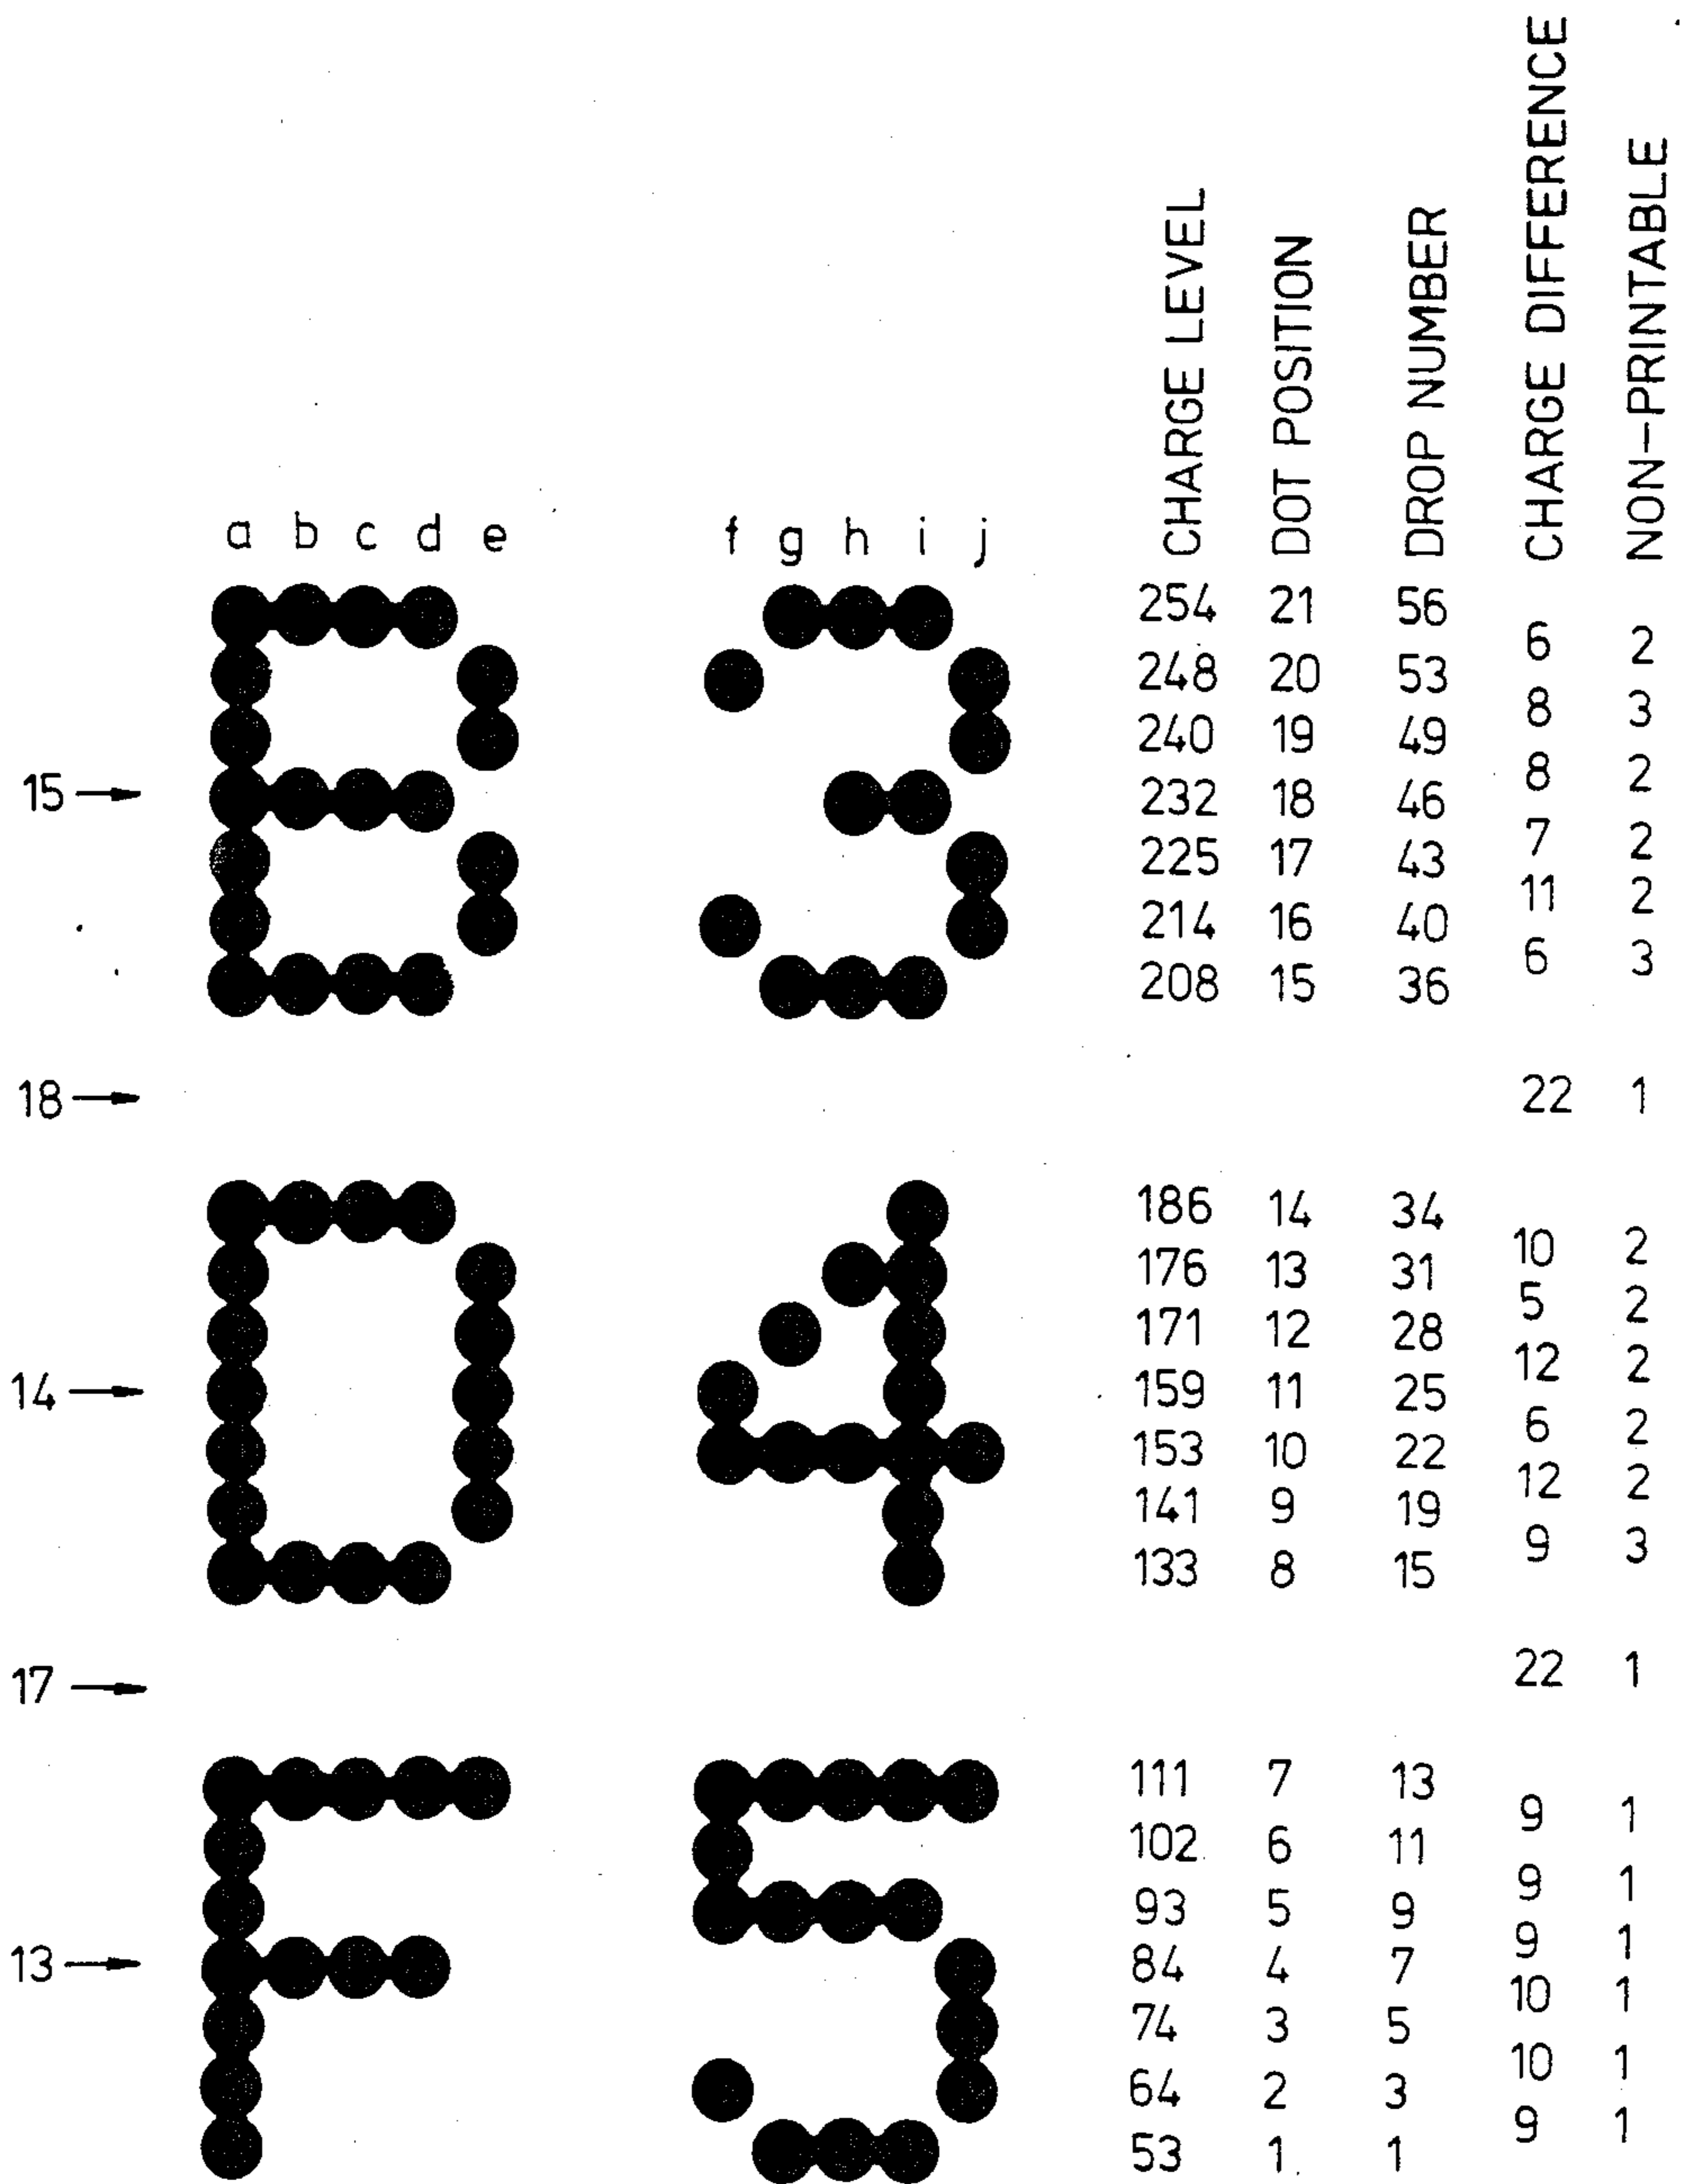 CHARGE LEVEL
DOT POSITION
DROP NUMBER
CHARGE DIFFERENCE
NON-PRINTABLE
a b c d e f g h i j
254 21 56
6 2
248 20 53
8 3
240 19 49
8 2
15 232 18 46
7 2
225 17 43
11 2
214 16 40
6 3
208 15 36
18 22 1
186 14 34
10 2
176 13 31
5 2
171 12 28
12 2
14 159 11 25
6 2
153 10 22
12 2
141 9 19
9 3
133 8 15
17 22 1
111 7 13
9 1
102 6 11
9 1
93 5 9
9 1
13 84 4 7
10 1
74 3 5
10 1
64 2 3
9 1
53 1 1